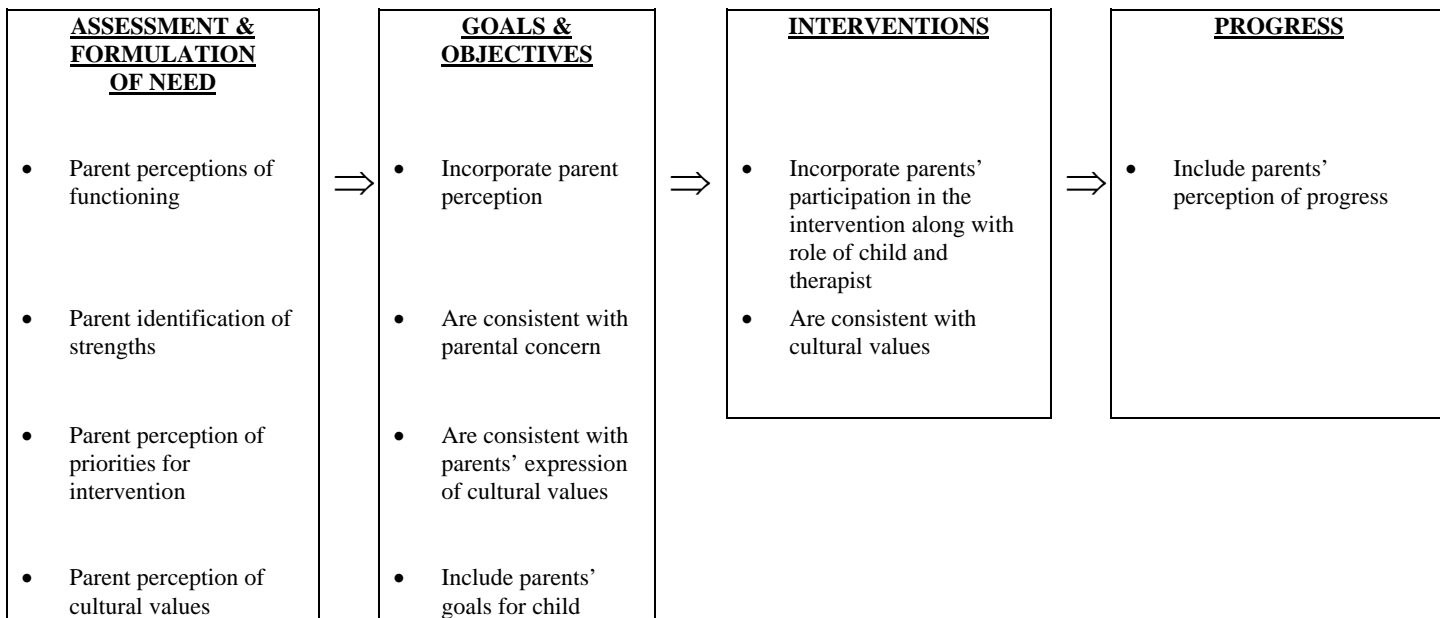 ASSESSMENT &
FORMULATION
OF NEED
• Parent perceptions of
functioning
• Parent identification of
strengths
• Parent perception of
priorities for
intervention
• Parent perception of
cultural values
⇒
GOALS &
OBJECTIVES
• Incorporate parent
perception
• Are consistent with
parental concern
• Are consistent with
parents’ expression
of cultural values
• Include parents’
goals for child
⇒
INTERVENTIONS
• Incorporate parents’
participation in the
intervention along with
role of child and
therapist
• Are consistent with
cultural values
⇒
PROGRESS
• Include parents’
perception of progress